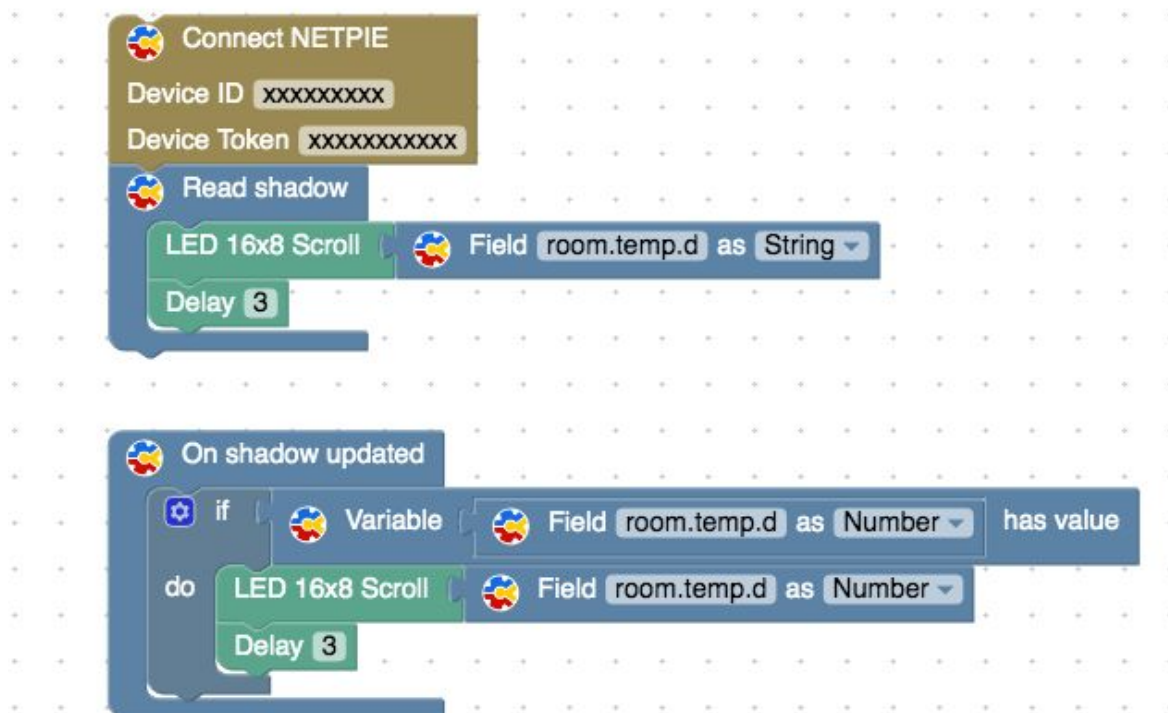 Connect NETPIE
Device ID xxxxxxxxx
Device Token xxxxxxxxxxx
Read shadow
LED 16x8 Scroll Field room.temp.d as String
Delay 3
On shadow updated
if Variable Field room.temp.d as Number has value
do LED 16x8 Scroll Field room.temp.d as Number
Delay 3